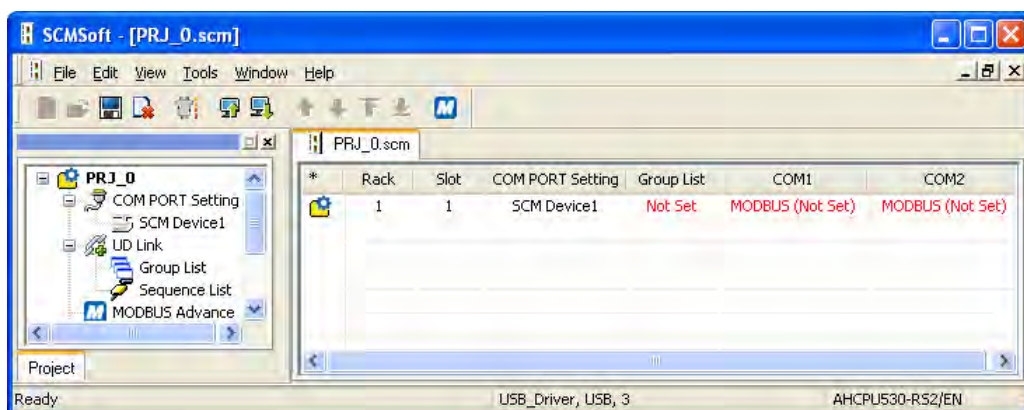 SCMSoft - [PRJ_0.scm]
File Edit View Tools Window Help
M
PRJ_0.scm
PRJ_0
COM PORT Setting
SCM Device1
UD Link
Group List
Sequence List
M MODBUS Advance
Project
* Rack Slot COM PORT Setting Group List COM1 COM2
1 1 SCM Device1 Not Set MODBUS (Not Set) MODBUS (Not Set)
Ready USB_Driver, USB, 3 AHCPU530-RS2/EN